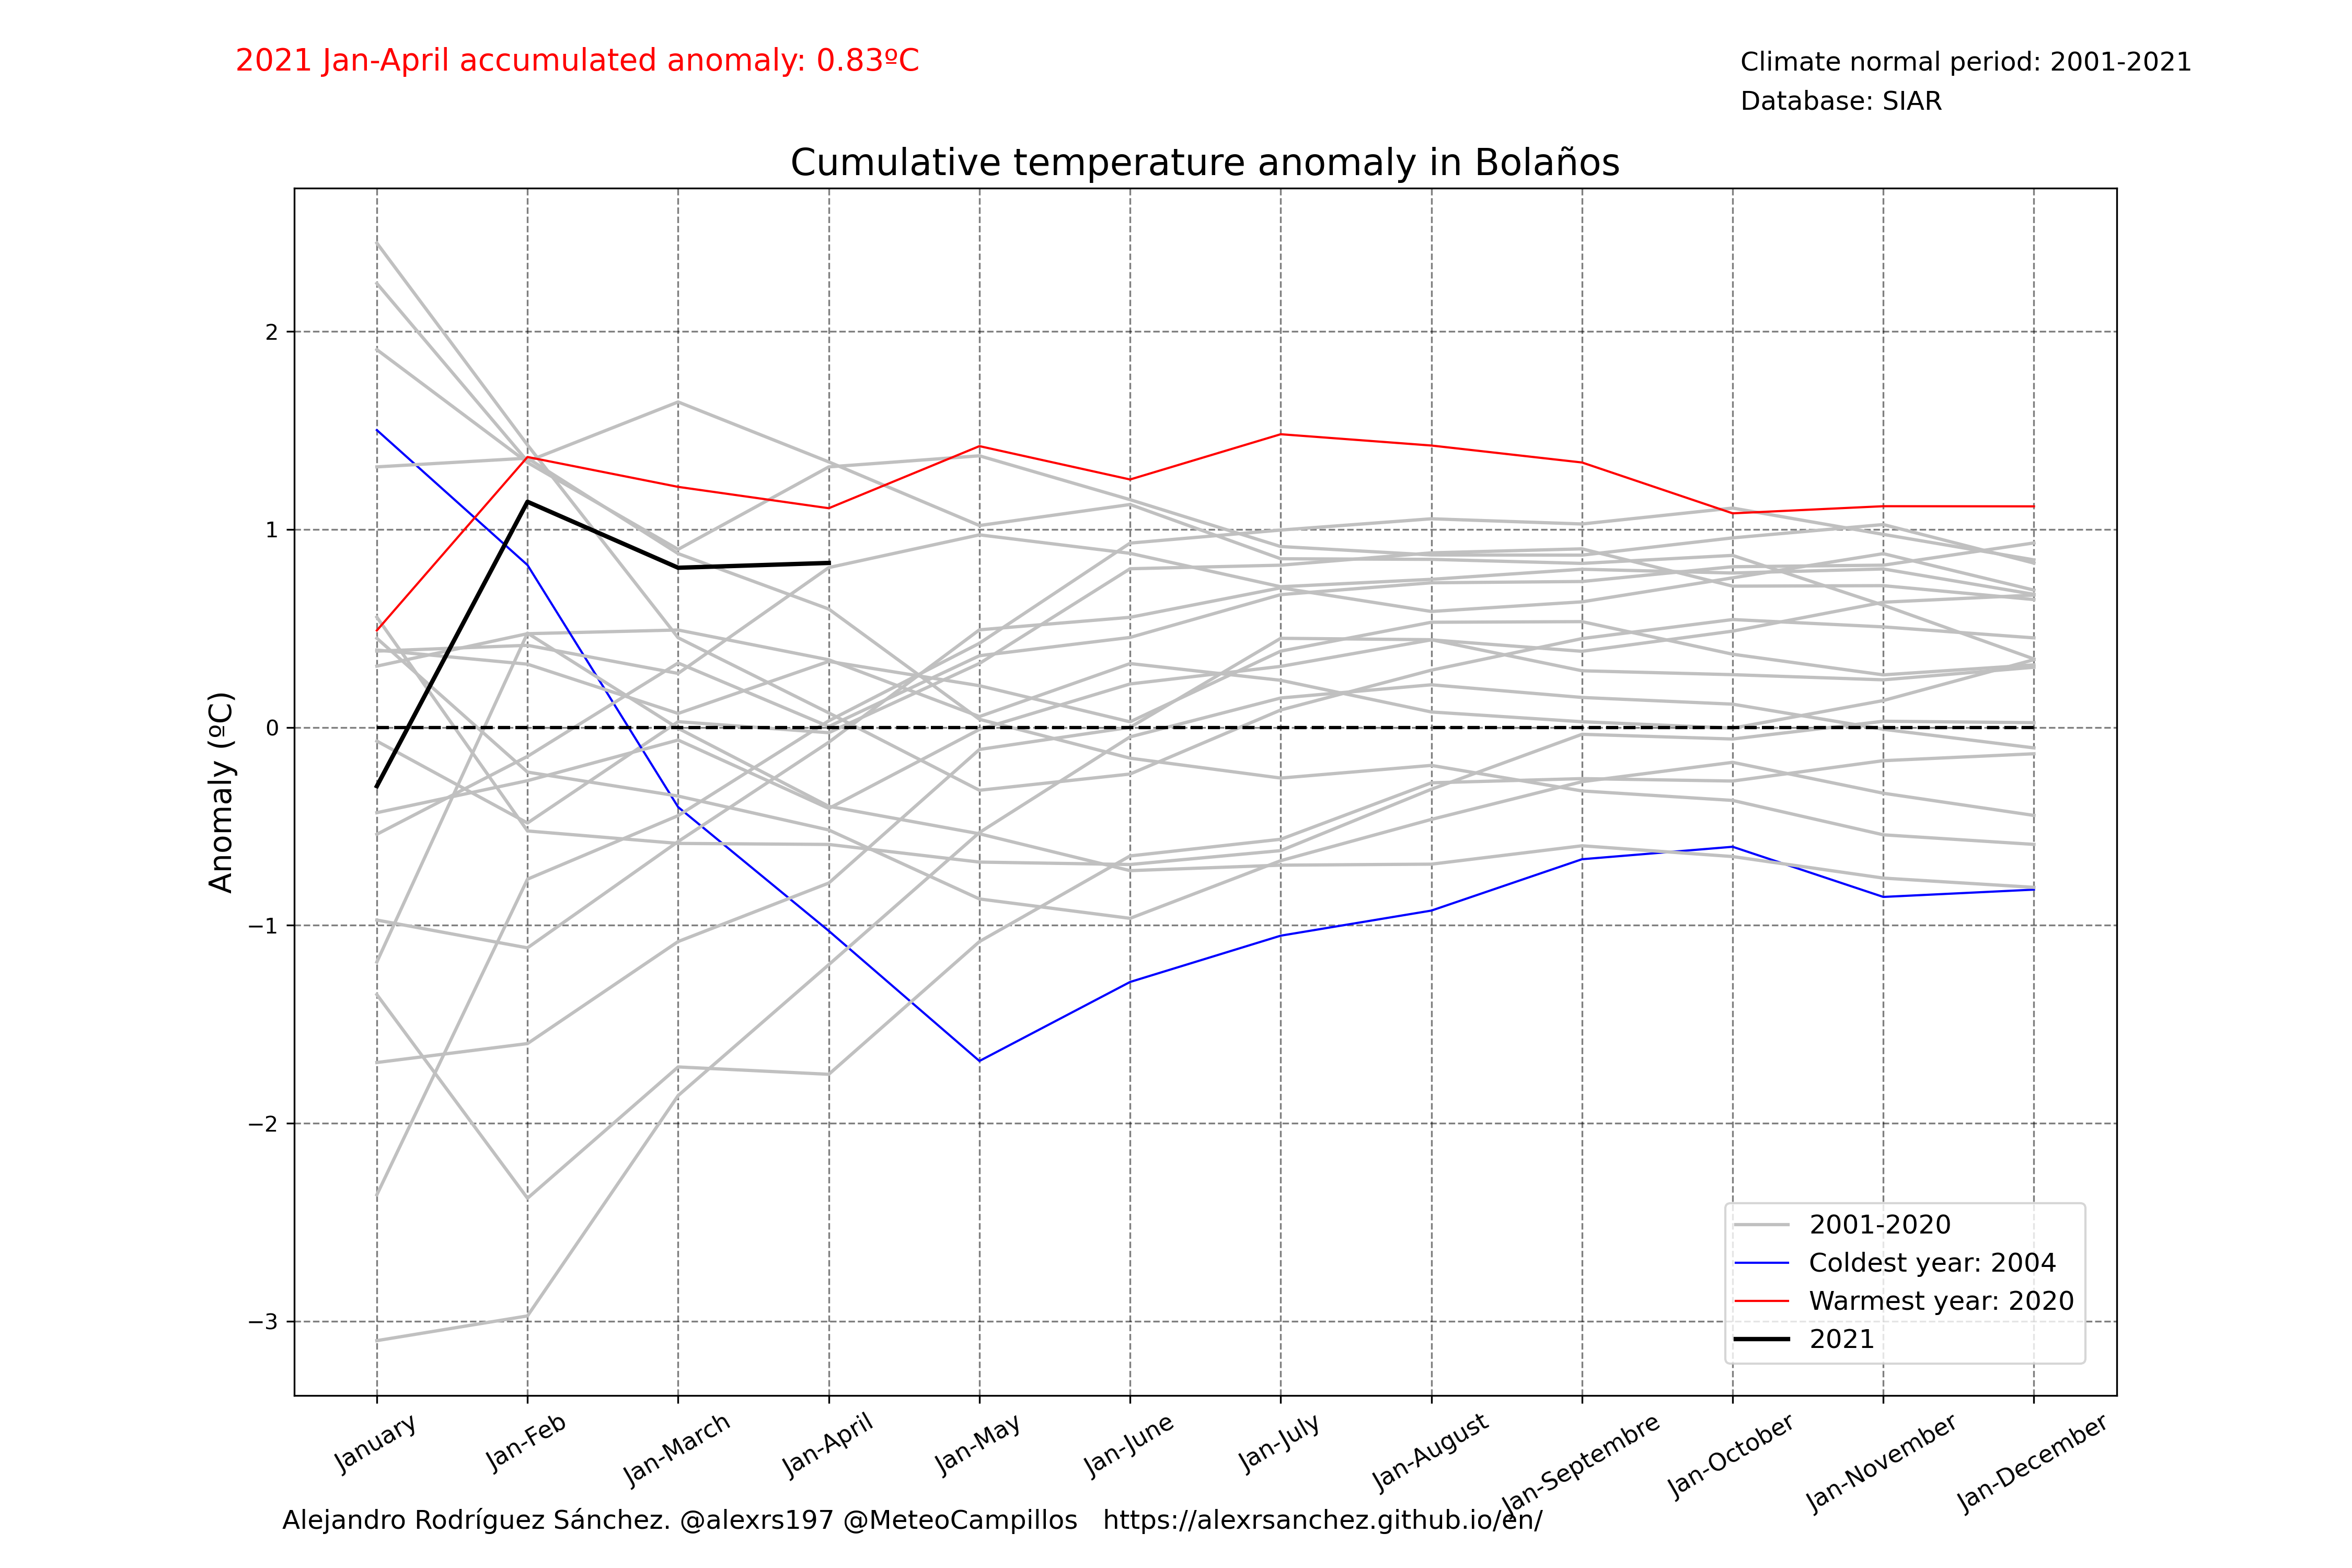 2021 Jan-April accumulated anomaly: 0.83ºC
Climate normal period: 2001-2021
Database: SIAR
Cumulative temperature anomaly in Bolaños
Anomaly (ºC)
2
1
0
−1
−2
−3
2001-2020
Coldest year: 2004
Warmest year: 2020
2021
January
Jan-Feb
Jan-March
Jan-April
Jan-May
Jan-June
Jan-July
Jan-August
Jan-Septembre
Jan-October
Jan-November
Jan-December
Alejandro Rodríguez Sánchez. @alexrs197 @MeteoCampillos https://alexrsanchez.github.io/en/